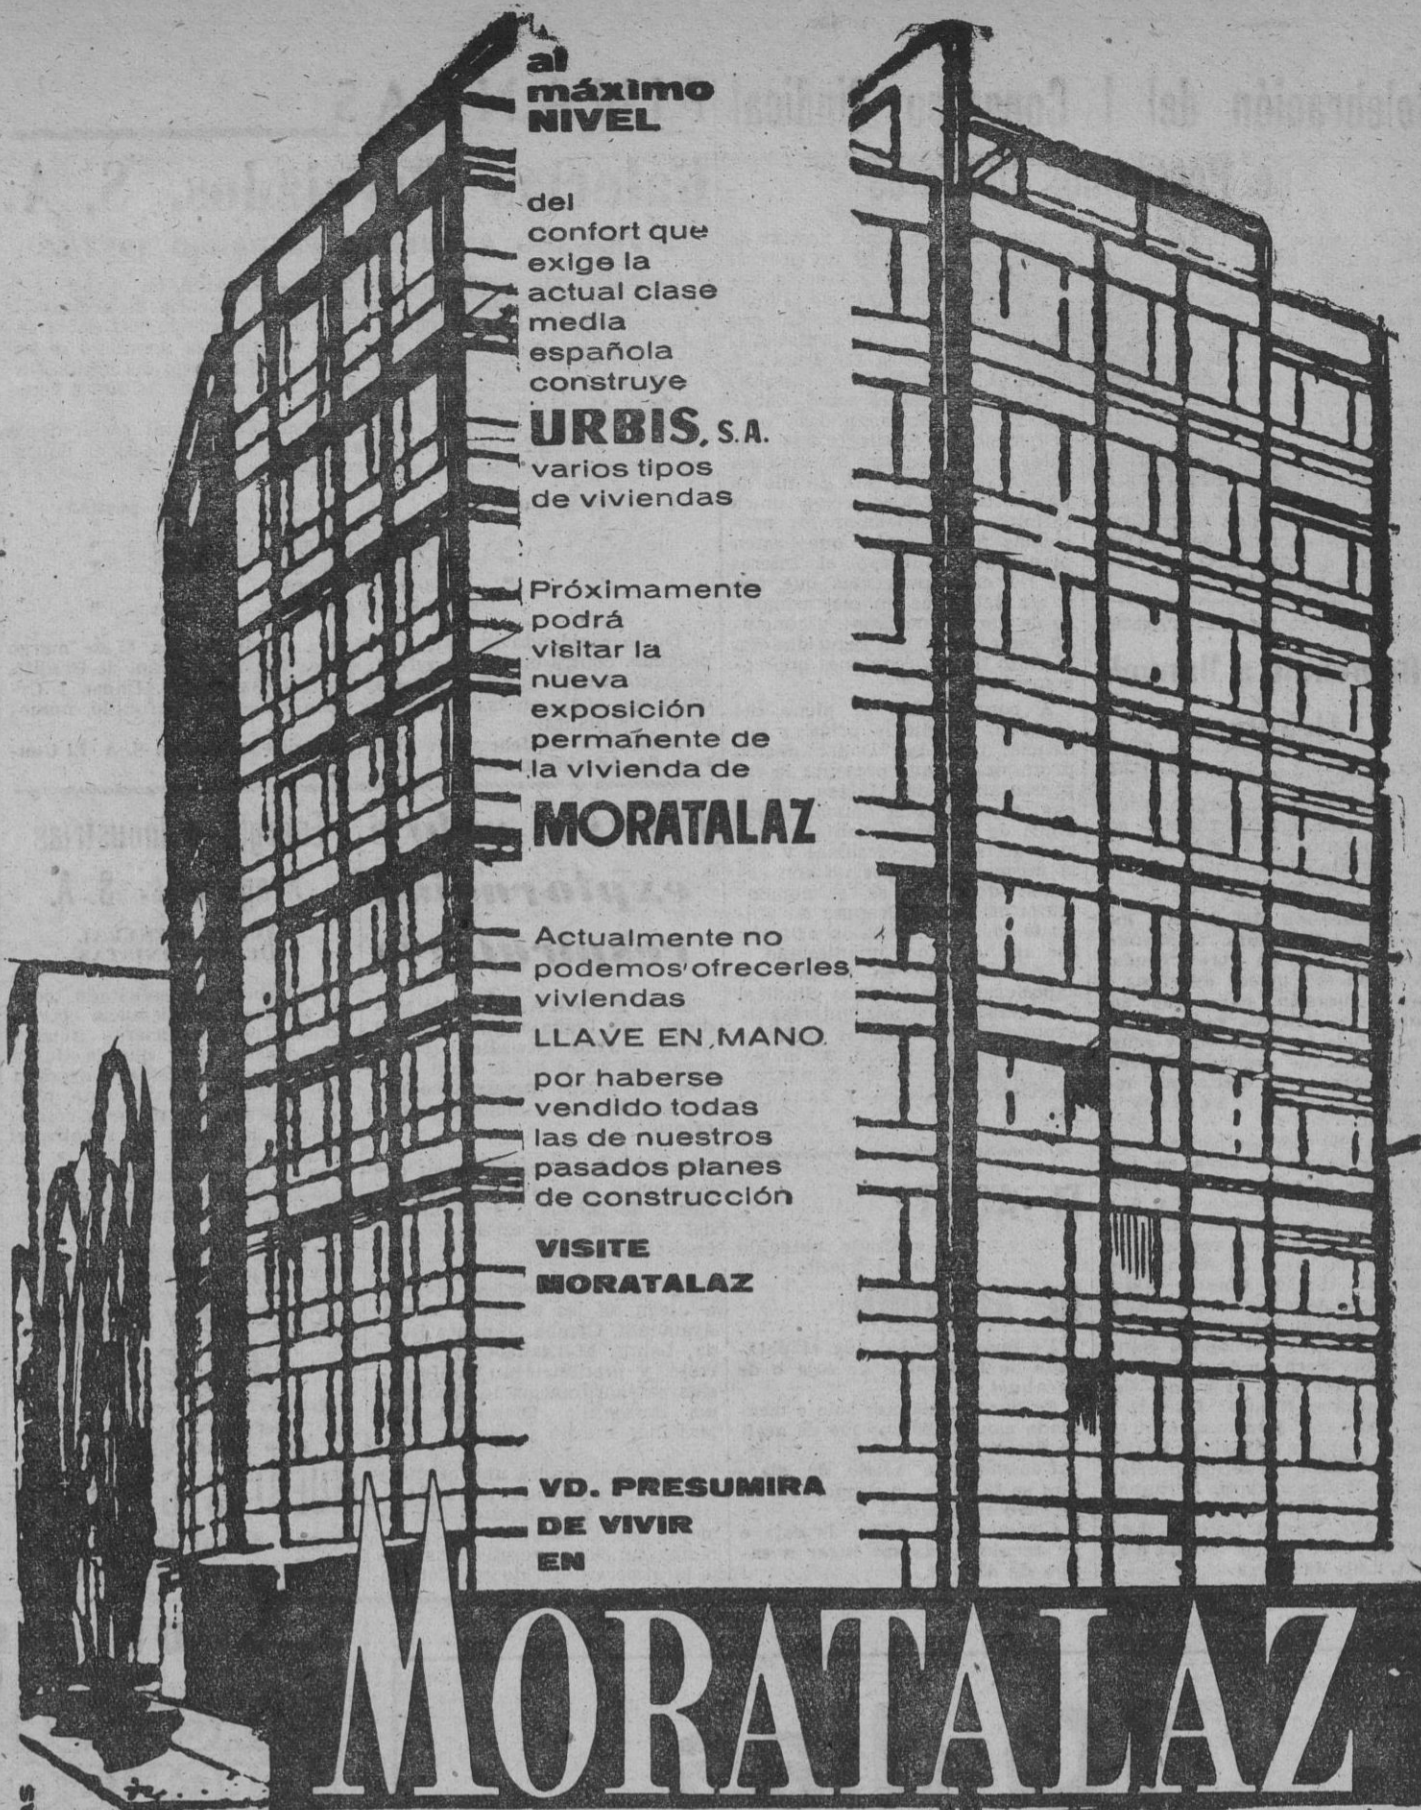 al
máximo
NIVEL
del
confort que
exige la
actual clase
media
española
construye
URBIS, S.A.
varios tipos
de viviendas
Próximamente
podrá
visitar la
nueva
exposición
permanente de
la vivienda de
MORATALAZ
Actualmente no
podemos ofrecerles
viviendas
LLAVE EN MANO
por haberse
vendido todas
las de nuestros
pasados planes
de construcción
VISITE
MORATALAZ
VD. PRESUMIRA
DE VIVIR
EN
MORATALAZ